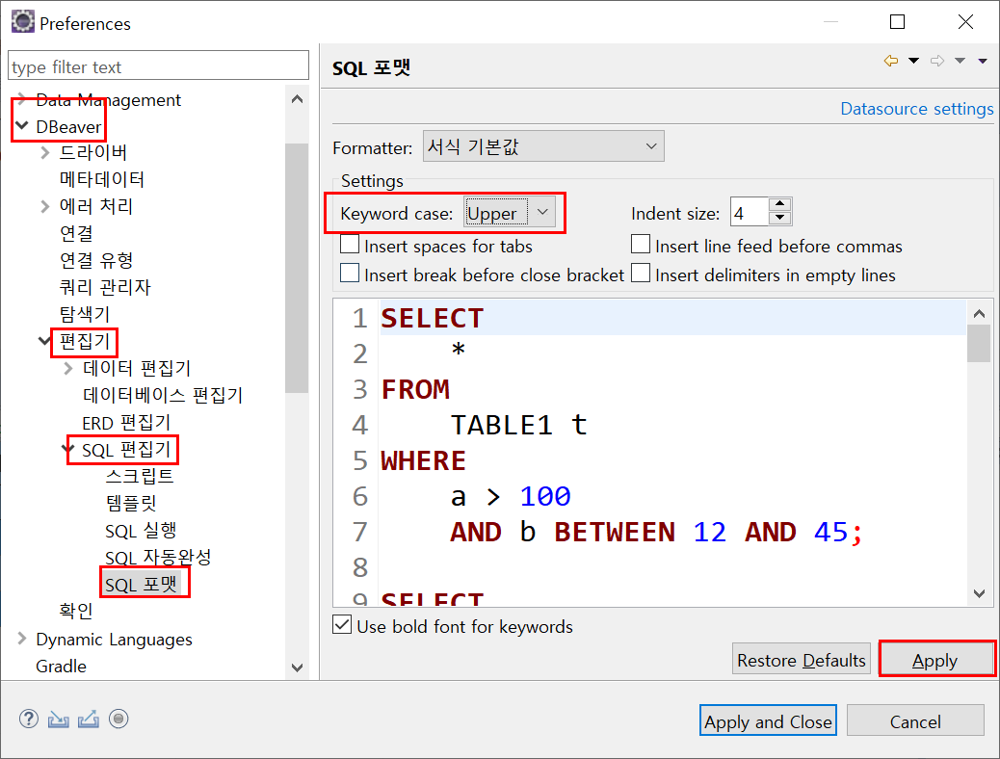 Preferences
type filter text
Data Management
DBeaver
드라이버
메타데이터
에러 처리
연결
연결 유형
쿼리 관리자
탐색기
편집기
데이터 편집기
데이터베이스 편집기
ERD 편집기
SQL 편집기
스크립트
템플릿
SQL 실행
SQL 자동완성
SQL 포맷
확인
Dynamic Languages
Gradle
SQL 포맷
Datasource settings
Formatter: 서식 기본값
Settings
Keyword case: Upper Indent size: 4
Insert spaces for tabs Insert line feed before commas
Insert break before close bracket Insert delimiters in empty lines
1 SELECT
2 *
3 FROM
4 TABLE1 t
5 WHERE
6 a > 100
7 AND b BETWEEN 12 AND 45;
8
9 SELECT
Use bold font for keywords
Restore Defaults Apply
Apply and Close Cancel